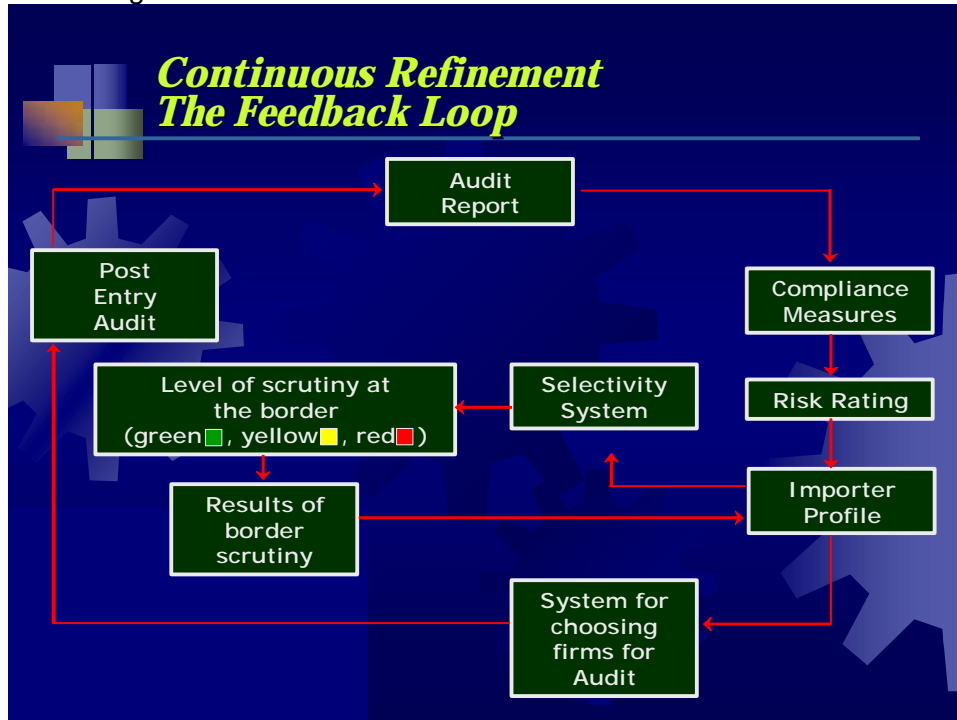 Continuous Refinement
The Feedback Loop
Audit
Report
Post
Entry
Audit
Compliance
Measures
Level of scrutiny at
the border
(green, yellow, red)
Selectivity
System
Risk Rating
Results of
border
scrutiny
Importer
Profile
System for
choosing
firms for
Audit